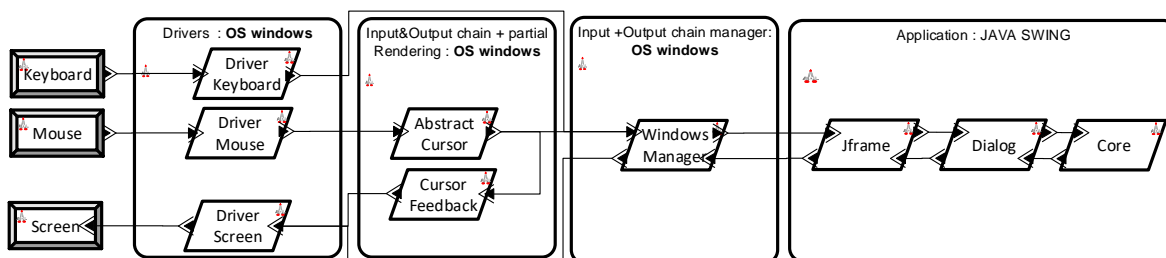 Drivers : OS windows
Input&Output chain + partial
Rendering : OS windows
Input +Output chain manager:
OS windows
Application : JAVA SWING
Keyboard
Driver
Keyboard
Mouse
Driver
Mouse
Abstract
Cursor
Windows
Manager
Jframe
Dialog
Core
Cursor
Feedback
Screen
Driver
Screen